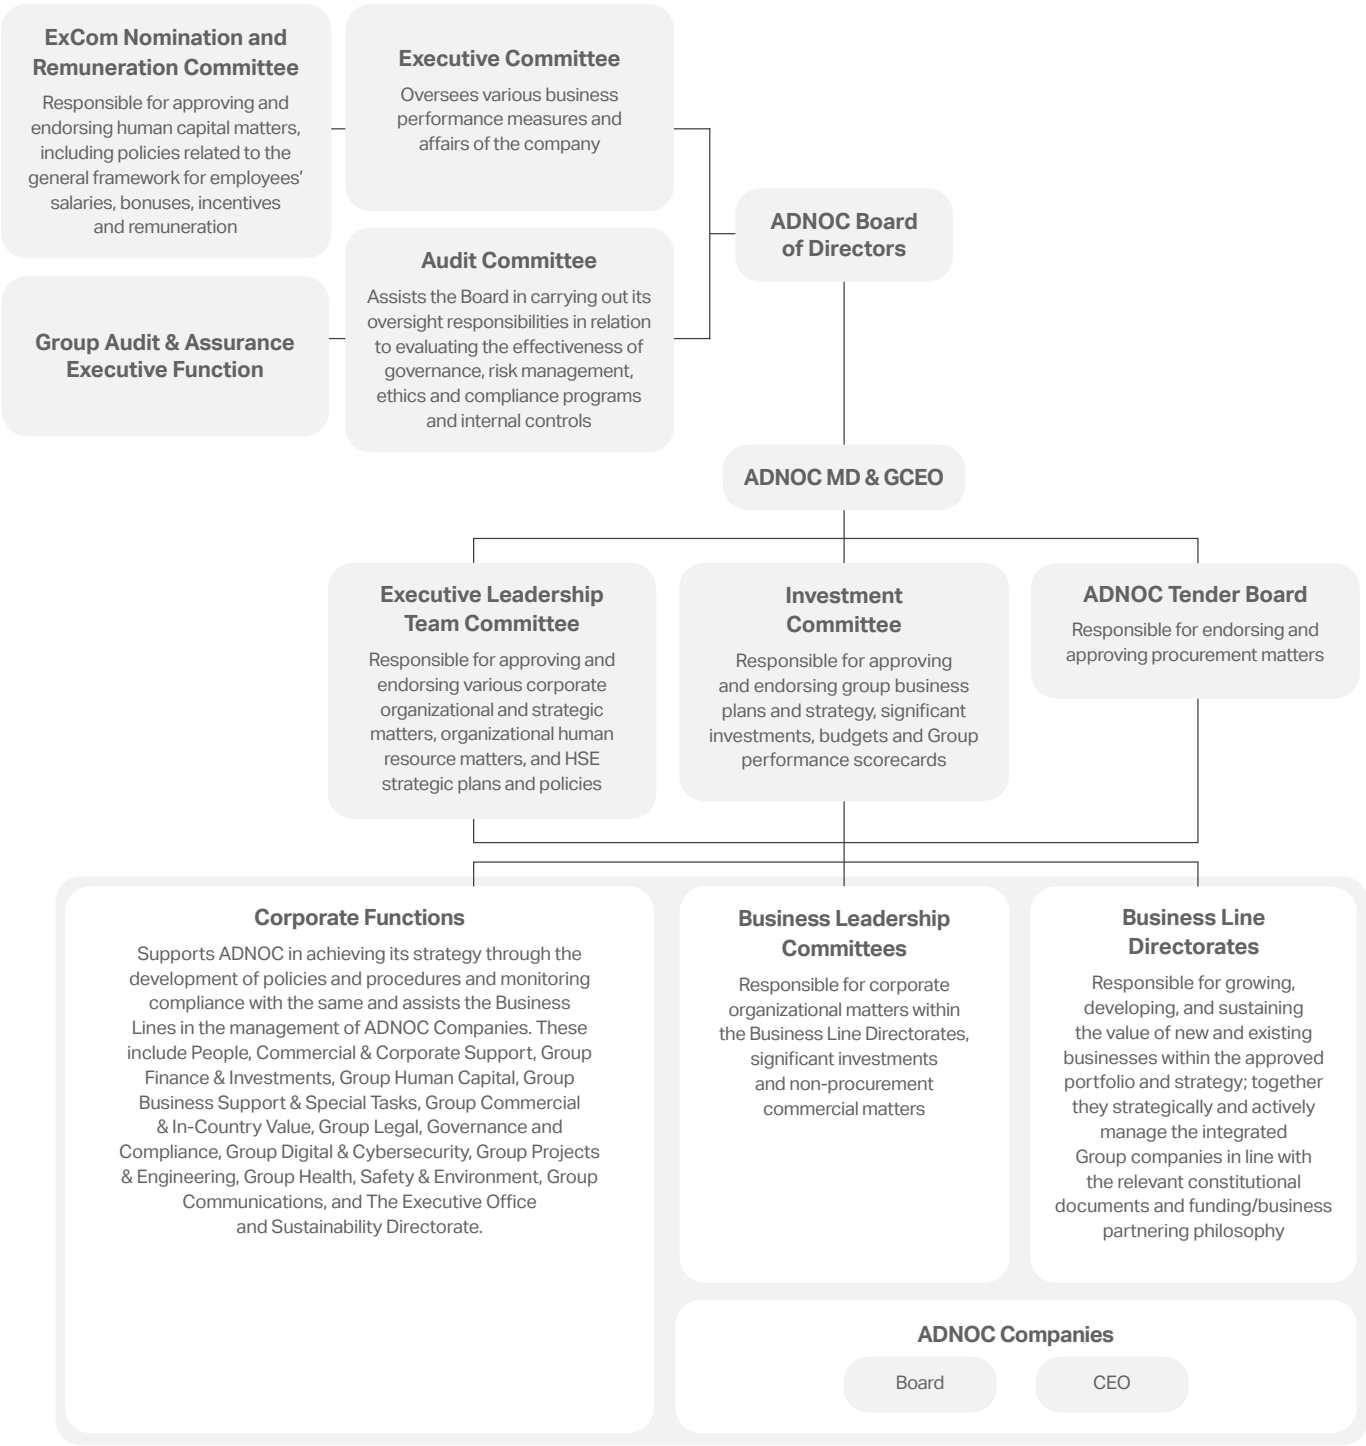 ExCom Nomination and
Remuneration Committee
Responsible for approving and
endorsing human capital matters,
including policies related to the
general framework for employees’
salaries, bonuses, incentives
and remuneration
Executive Committee
Oversees various business
performance measures and
affairs of the company
Group Audit & Assurance
Executive Function
Audit Committee
Assists the Board in carrying out its
oversight responsibilities in relation
to evaluating the effectiveness of
governance, risk management,
ethics and compliance programs
and internal controls
ADNOC Board
of Directors
ADNOC MD & GCEO
Executive Leadership
Team Committee
Responsible for approving and
endorsing various corporate
organizational and strategic
matters, organizational human
resource matters, and HSE
strategic plans and policies
Investment
Committee
Responsible for approving
and endorsing group business
plans and strategy, significant
investments, budgets and Group
performance scorecards
ADNOC Tender Board
Responsible for endorsing and
approving procurement matters
Corporate Functions
Supports ADNOC in achieving its strategy through the
development of policies and procedures and monitoring
compliance with the same and assists the Business
Lines in the management of ADNOC Companies. These
include People, Commercial & Corporate Support, Group
Finance & Investments, Group Human Capital, Group
Business Support & Special Tasks, Group Commercial
& In-Country Value, Group Legal, Governance and
Compliance, Group Digital & Cybersecurity, Group Projects
& Engineering, Group Health, Safety & Environment, Group
Communications, and The Executive Office
and Sustainability Directorate.
Business Leadership
Committees
Responsible for corporate
organizational matters within
the Business Line Directorates,
significant investments
and non-procurement
commercial matters
Business Line
Directorates
Responsible for growing,
developing, and sustaining
the value of new and existing
businesses within the approved
portfolio and strategy; together
they strategically and actively
manage the integrated
Group companies in line with
the relevant constitutional
documents and funding/business
partnering philosophy
ADNOC Companies
Board
CEO